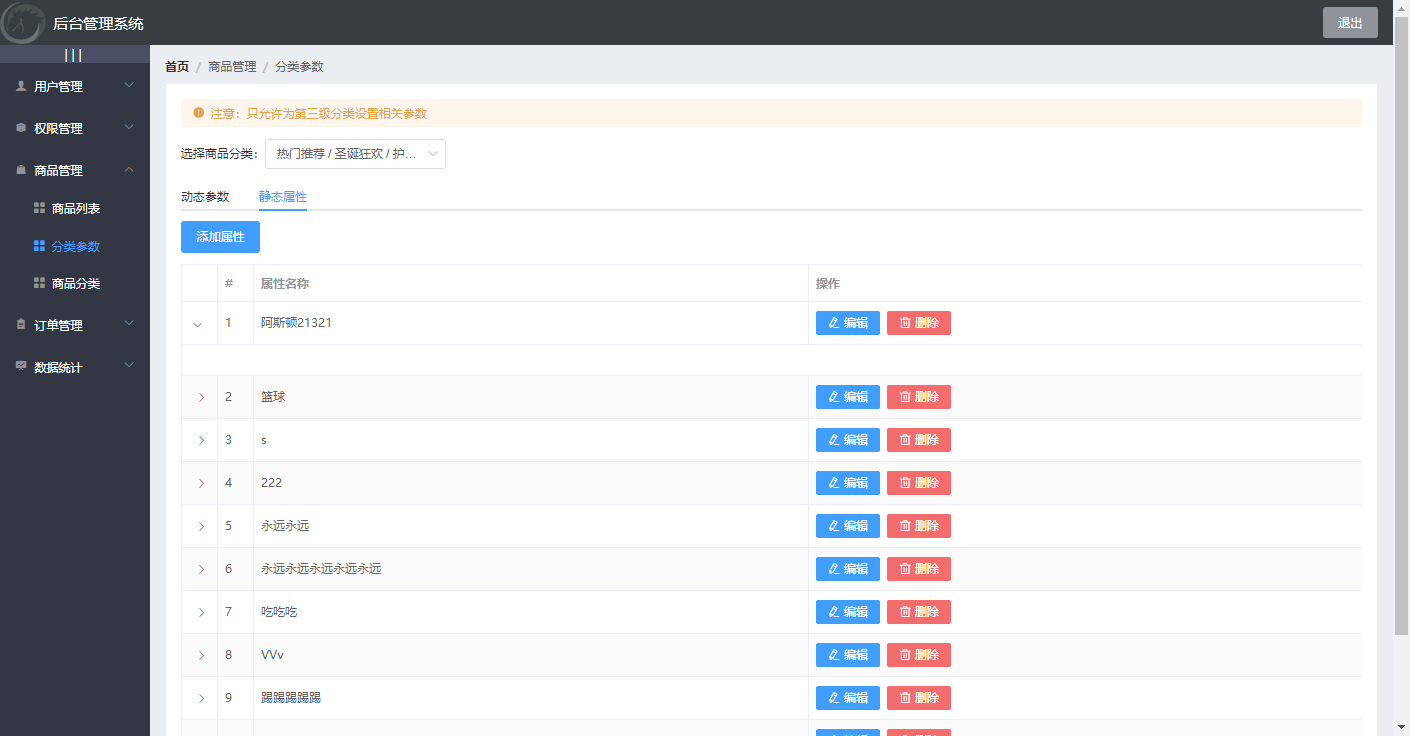 后台管理系统
退出
|||
用户管理
权限管理
商品管理
商品列表
分类参数
商品分类
订单管理
数据统计
首页 / 商品管理 / 分类参数
注意：只允许为第三级分类设置相关参数
选择商品分类： 热门推荐 / 圣诞狂欢 / 护...
动态参数 静态属性
添加属性
# 属性名称 操作
1 阿斯顿21321 编辑 删除
2 篮球 编辑 删除
3 s 编辑 删除
4 222 编辑 删除
5 永远永远 编辑 删除
6 永远永远永远永远永远 编辑 删除
7 吃吃吃 编辑 删除
8 VVv 编辑 删除
9 踢踢踢踢踢 编辑 删除